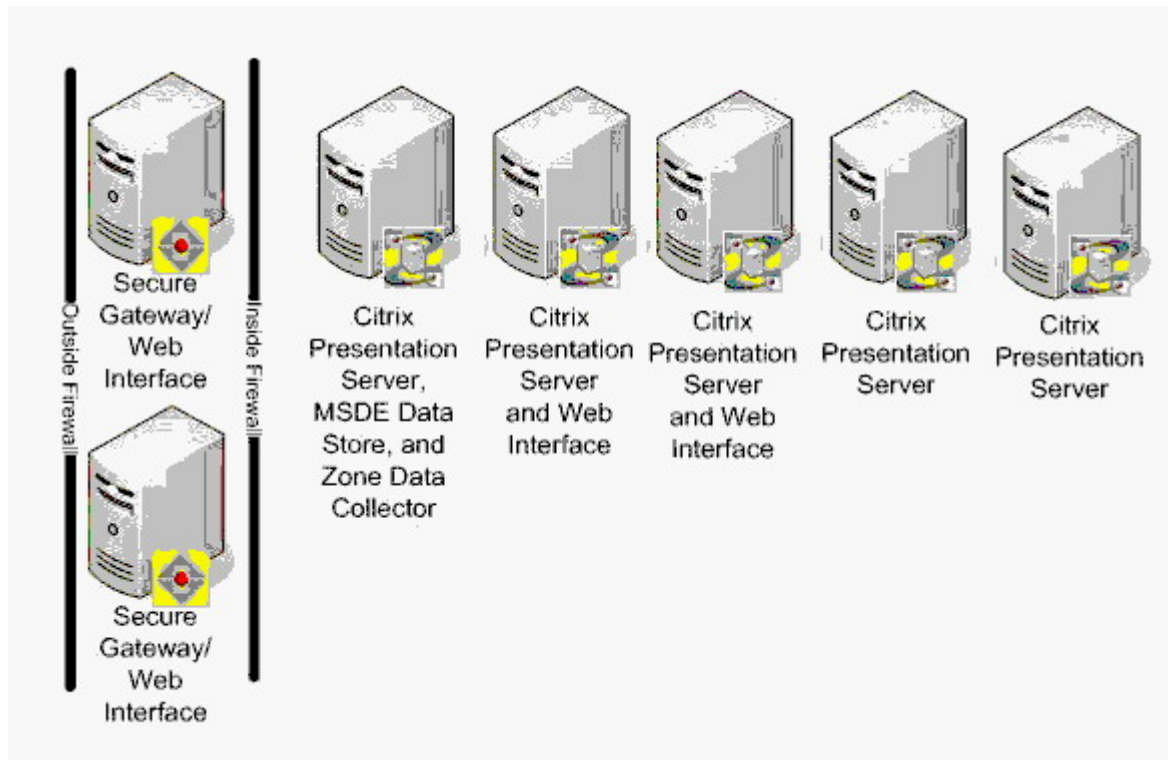 Outside Firewall
Secure
Gateway/
Web
Interface
Secure
Gateway/
Web
Interface
Inside Firewall
Citrix
Presentation
Server,
MSDE Data
Store, and
Zone Data
Collector
Citrix
Presentation
Server
and Web
Interface
Citrix
Presentation
Server
and Web
Interface
Citrix
Presentation
Server
Citrix
Presentation
Server